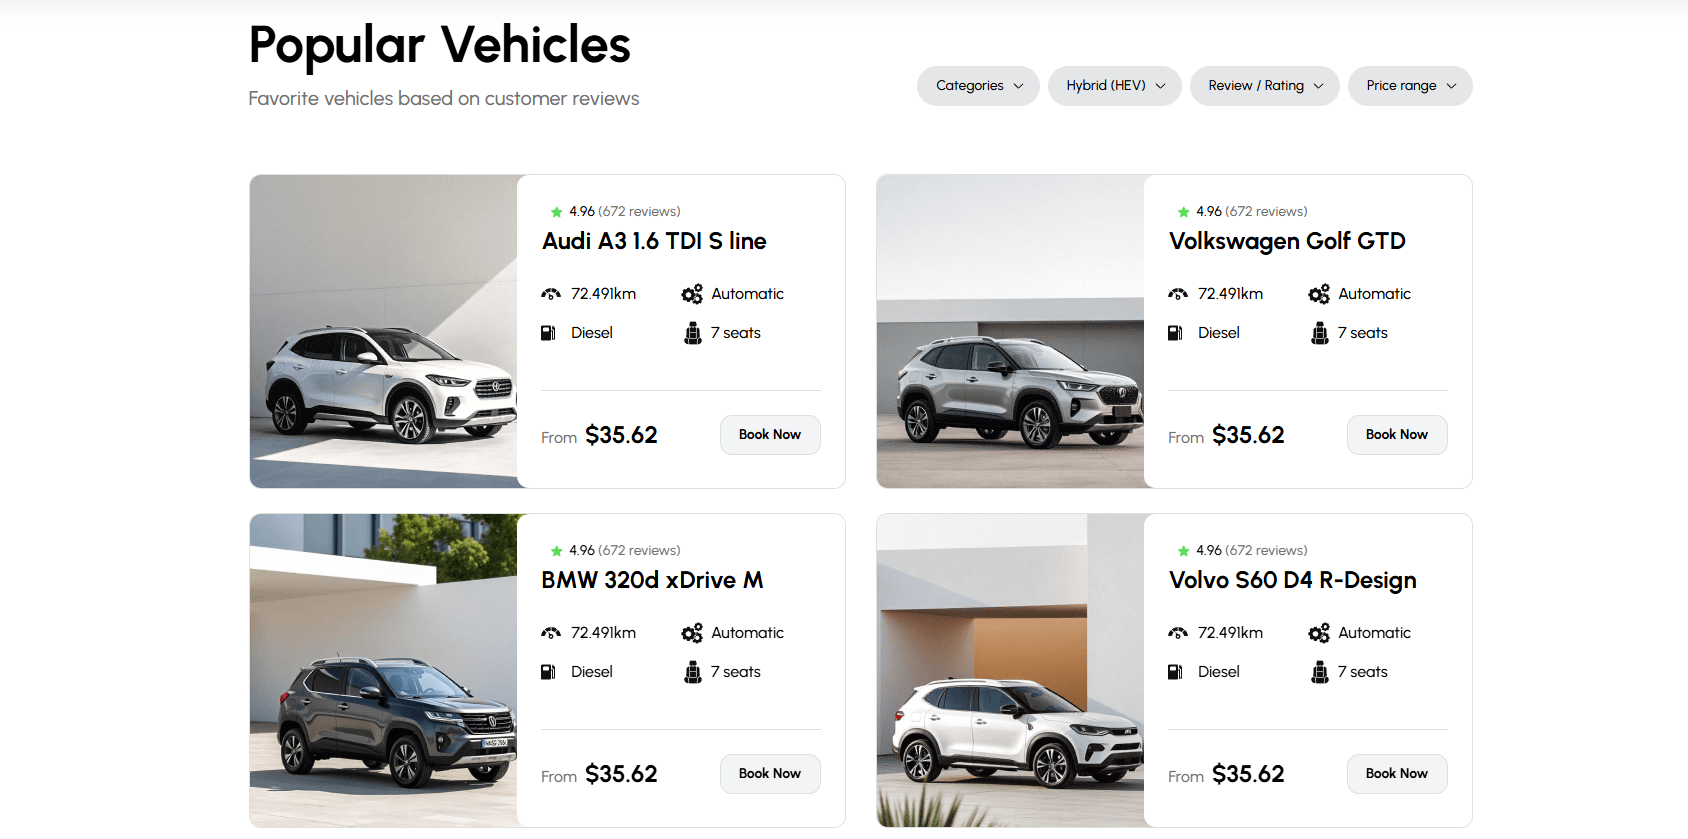 Popular Vehicles
Favorite vehicles based on customer reviews
Categories
Hybrid (HEV)
Review / Rating
Price range
4.96 (672 reviews)
Audi A3 1.6 TDI S line
72.491km
Automatic
Diesel
7 seats
From $35.62
Book Now
4.96 (672 reviews)
Volkswagen Golf GTD
72.491km
Automatic
Diesel
7 seats
From $35.62
Book Now
4.96 (672 reviews)
BMW 320d xDrive M
72.491km
Automatic
Diesel
7 seats
From $35.62
Book Now
4.96 (672 reviews)
Volvo S60 D4 R-Design
72.491km
Automatic
Diesel
7 seats
From $35.62
Book Now